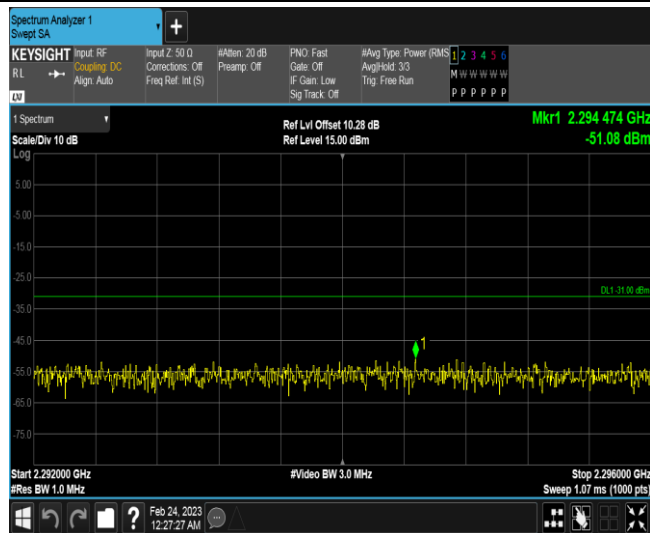 Spectrum Analyzer 1
Swept SA
+
KEYSIGHT
RL
LXI
Input: RF
Coupling: DC
Align: Auto
Input Z: 50 Ω
Corrections: Off
Freq Ref: Int (S)
#Atten: 20 dB
Preamp: Off
PNO: Fast
Gate: Off
IF Gain: Low
Sig Track: Off
#Avg Type: Power (RMS
Avg|Hold: 3/3
Trig: Free Run
1 2 3 4 5 6
M W W W W W
P P P P P P
1 Spectrum
Scale/Div 10 dB
Log
Ref Lvl Offset 10.28 dB
Ref Level 15.00 dBm
Mkr1 2.294 474 GHz
-51.08 dBm
5.00
-5.00
-15.0
-25.0
DL1 -31.00 dBm
-35.0
-45.0
1
-55.0
-65.0
-75.0
Start 2.292000 GHz
#Res BW 1.0 MHz
#Video BW 3.0 MHz
Stop 2.296000 GHz
Sweep 1.07 ms (1000 pts)
?
Feb 24, 2023
12:27:27 AM